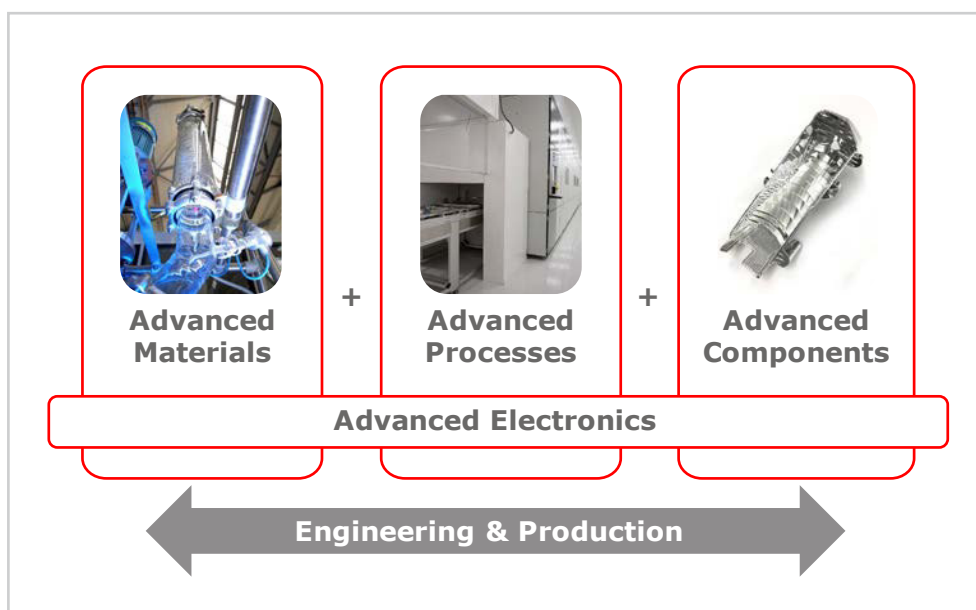 Advanced
Materials
+
Advanced
Processes
+
Advanced
Components
Advanced Electronics
Engineering & Production